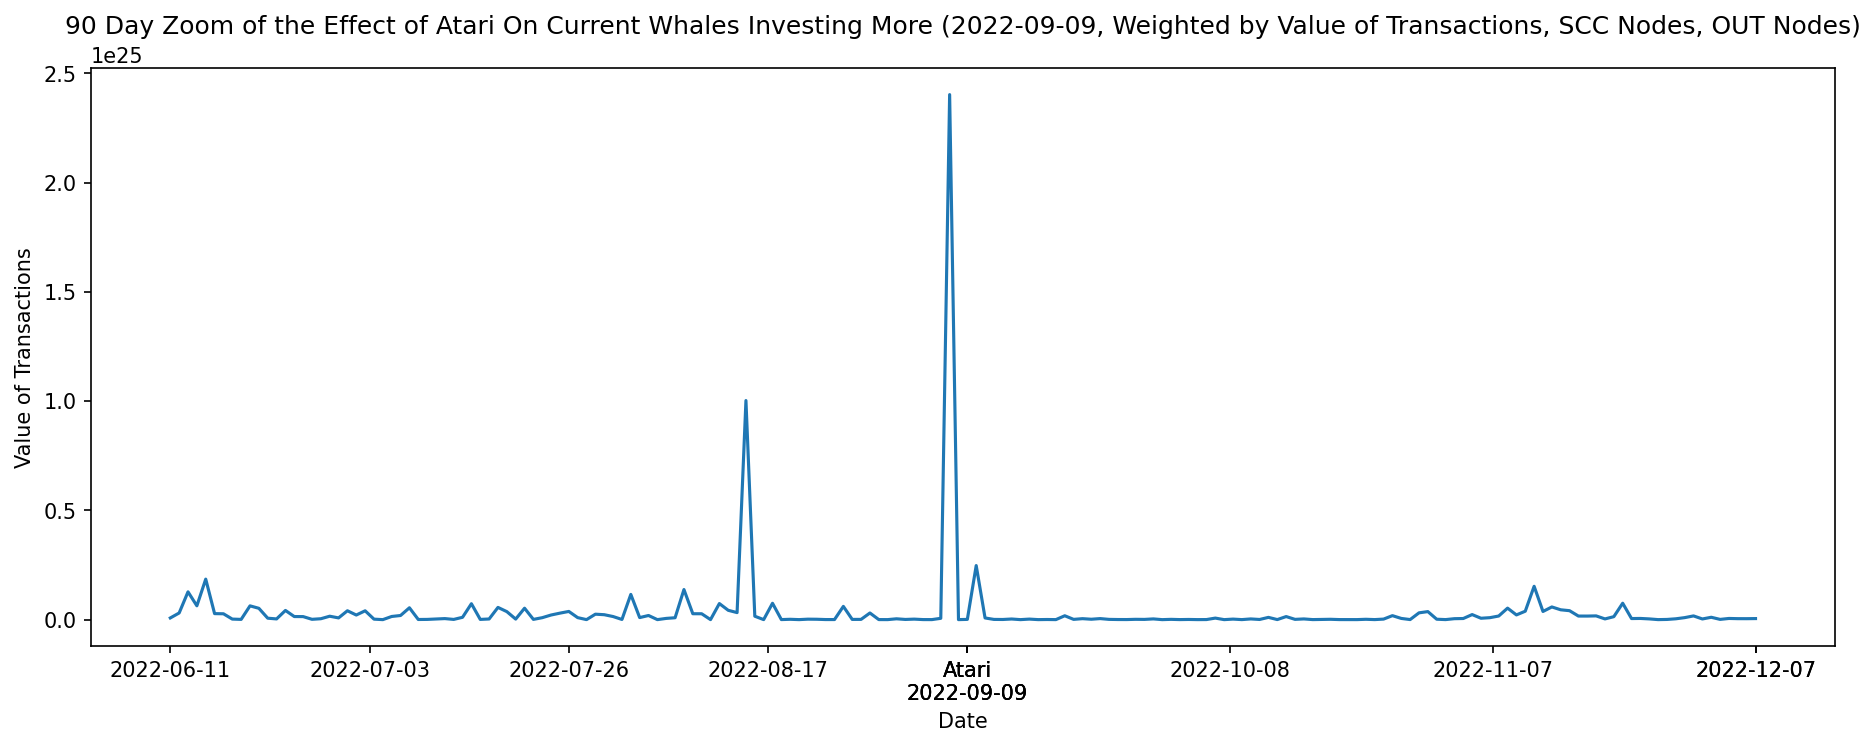 90 Day Zoom of the Effect of Atari On Current Whales Investing More (2022-09-09, Weighted by Value of Transactions, SCC Nodes, OUT Nodes)
1e25
2.5
2.0
1.5
1.0
0.5
0.0
Value of Transactions
2022-06-11 2022-07-03 2022-07-26 2022-08-17 Atari 2022-10-08 2022-11-07 2022-12-07
2022-09-09
Date